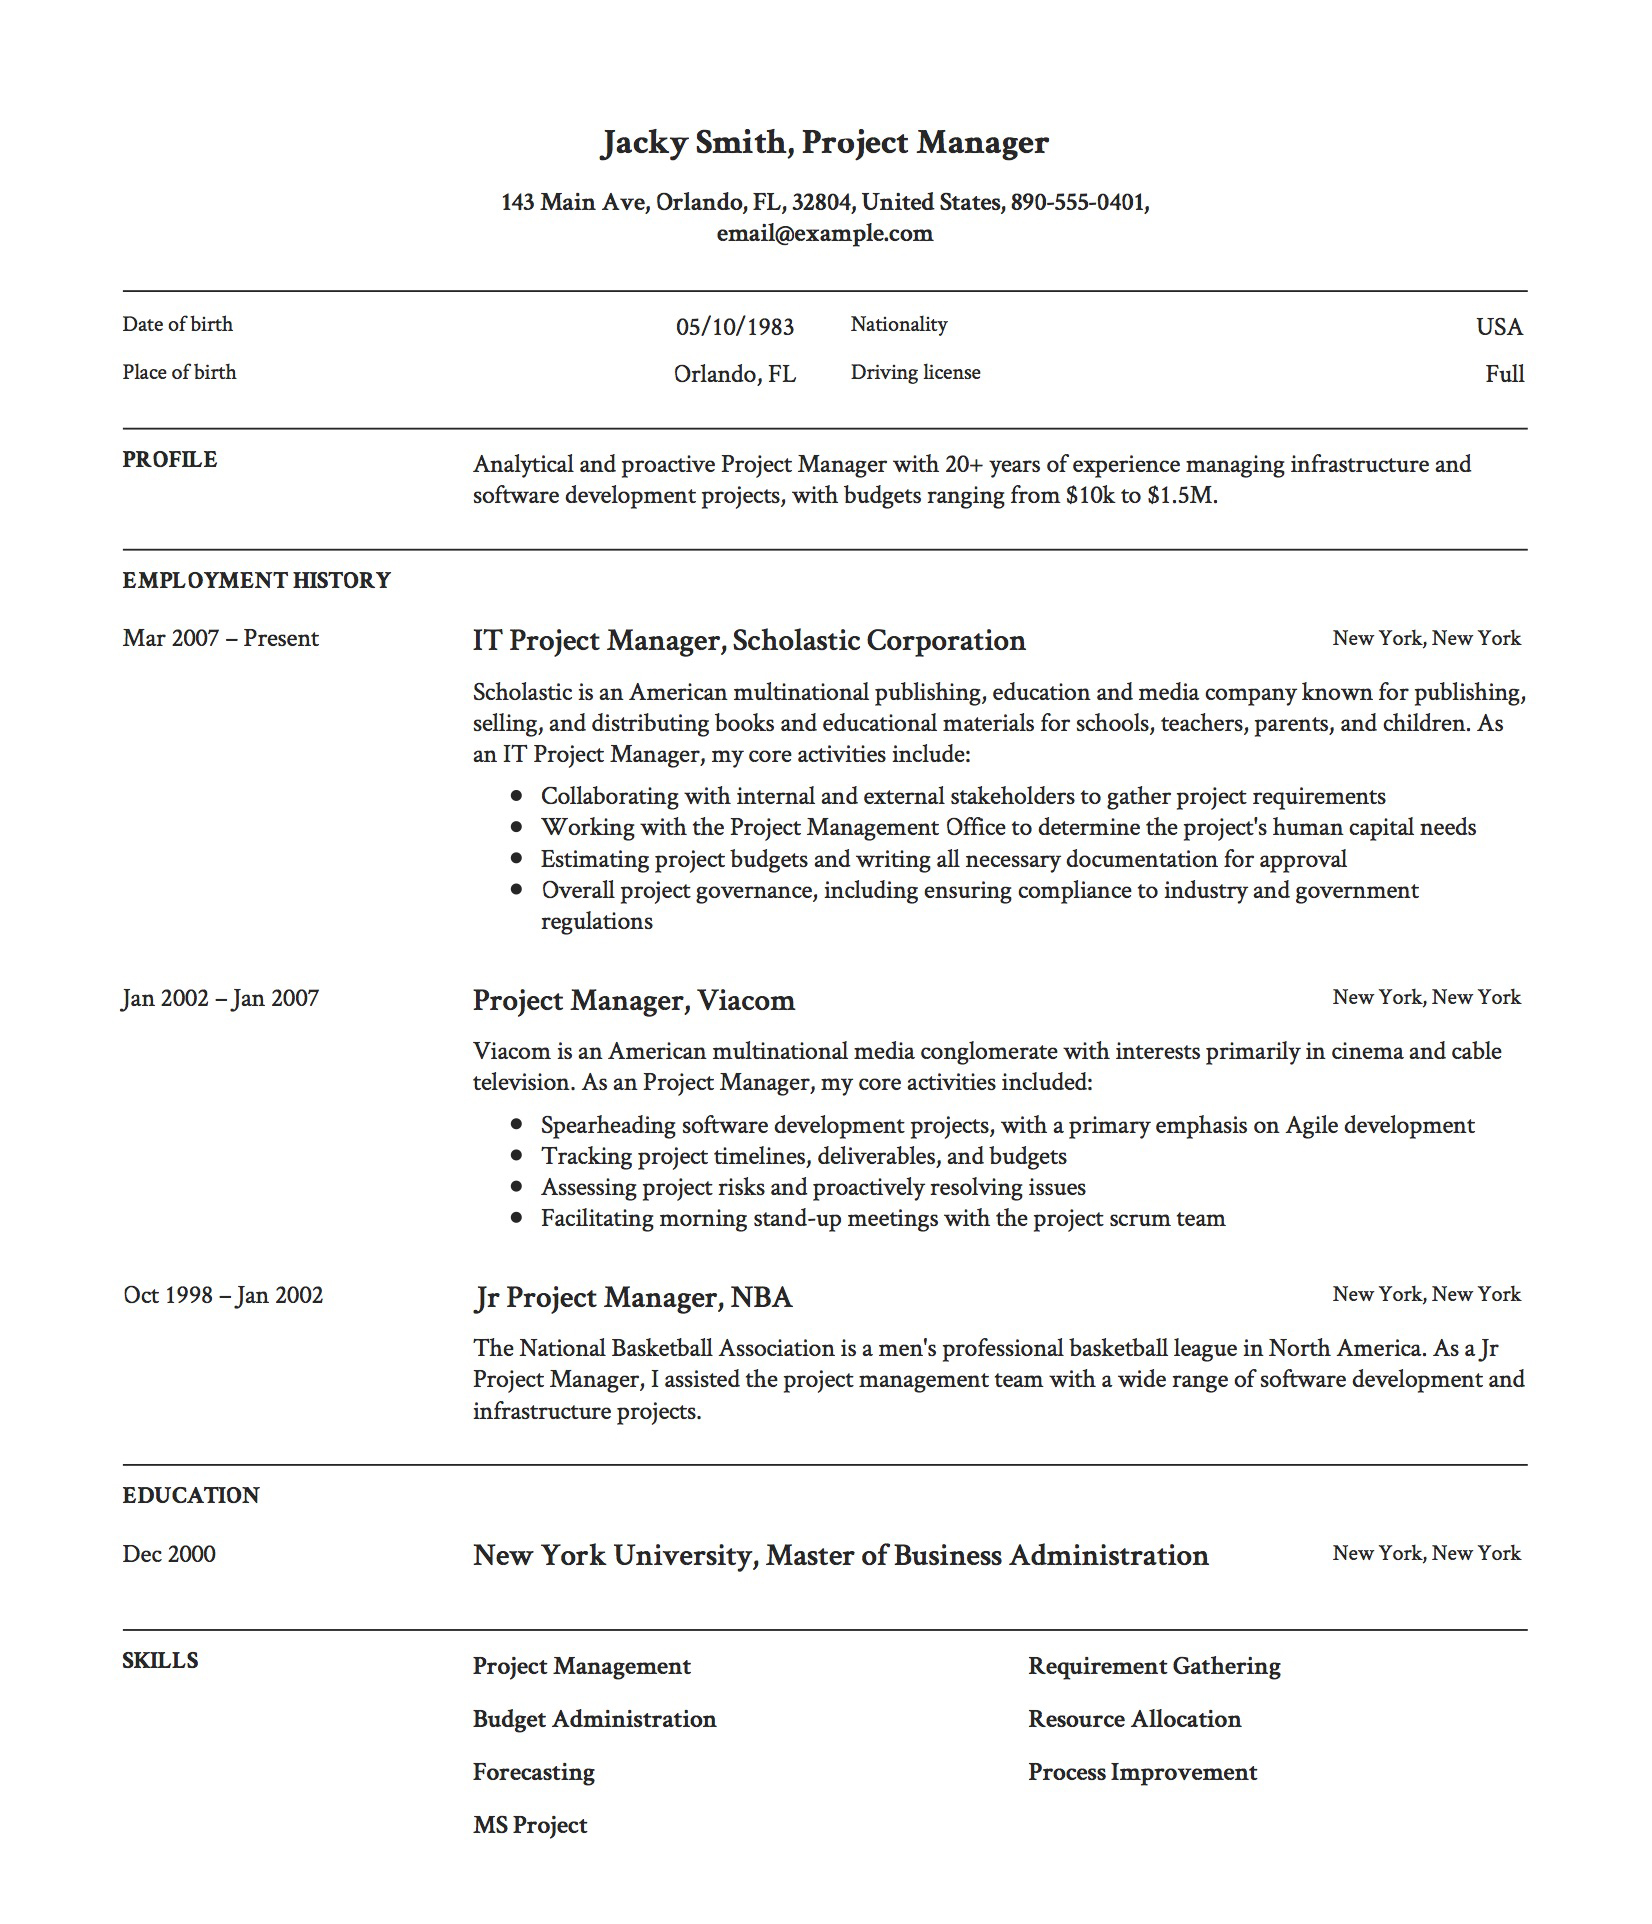 Jacky Smith, Project Manager
143 Main Ave, Orlando, FL, 32804, United States, 890-555-0401,
email@example.com
Date of birth 05/10/1983 Nationality USA
Place of birth Orlando, FL Driving license Full
PROFILE Analytical and proactive Project Manager with 20+ years of experience managing infrastructure and
software development projects, with budgets ranging from $10k to $1.5M.
EMPLOYMENT HISTORY
Mar 2007 – Present IT Project Manager, Scholastic Corporation New York, New York
Scholastic is an American multinational publishing, education and media company known for publishing,
selling, and distributing books and educational materials for schools, teachers, parents, and children. As
an IT Project Manager, my core activities include:
● Collaborating with internal and external stakeholders to gather project requirements
● Working with the Project Management Office to determine the project's human capital needs
● Estimating project budgets and writing all necessary documentation for approval
● Overall project governance, including ensuring compliance to industry and government
regulations
Jan 2002 – Jan 2007 Project Manager, Viacom New York, New York
Viacom is an American multinational media conglomerate with interests primarily in cinema and cable
television. As an Project Manager, my core activities included:
● Spearheading software development projects, with a primary emphasis on Agile development
● Tracking project timelines, deliverables, and budgets
● Assessing project risks and proactively resolving issues
● Facilitating morning stand-up meetings with the project scrum team
Oct 1998 – Jan 2002 Jr Project Manager, NBA New York, New York
The National Basketball Association is a men's professional basketball league in North America. As a Jr
Project Manager, I assisted the project management team with a wide range of software development and
infrastructure projects.
EDUCATION
Dec 2000 New York University, Master of Business Administration New York, New York
SKILLS Project Management Requirement Gathering
Budget Administration Resource Allocation
Forecasting Process Improvement
MS Project